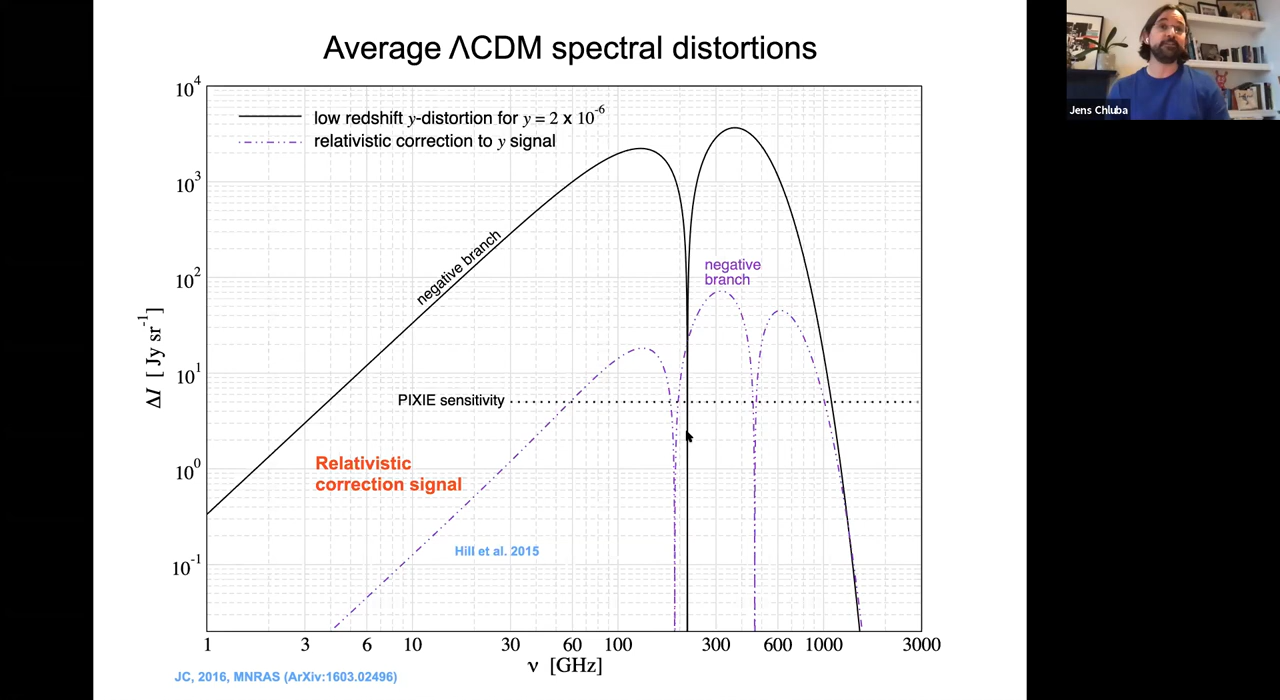 Average ΛCDM spectral distortions
low redshift y-distortion for y = 2 x 10^-6
relativistic correction to y signal
negative branch
negative
branch
PIXIE sensitivity
Relativistic
correction signal
Hill et al. 2015
10^4
10^3
10^2
10^1
10^0
10^-1
ΔI [ Jy sr^-1]
1 3 6 10 30 60 100 300 600 1000 3000
ν [GHz]
JC, 2016, MNRAS (ArXiv:1603.02496)
Jens Chluba